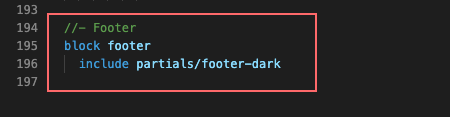 193
194 //- Footer
195 block footer
196 include partials/footer-dark
197